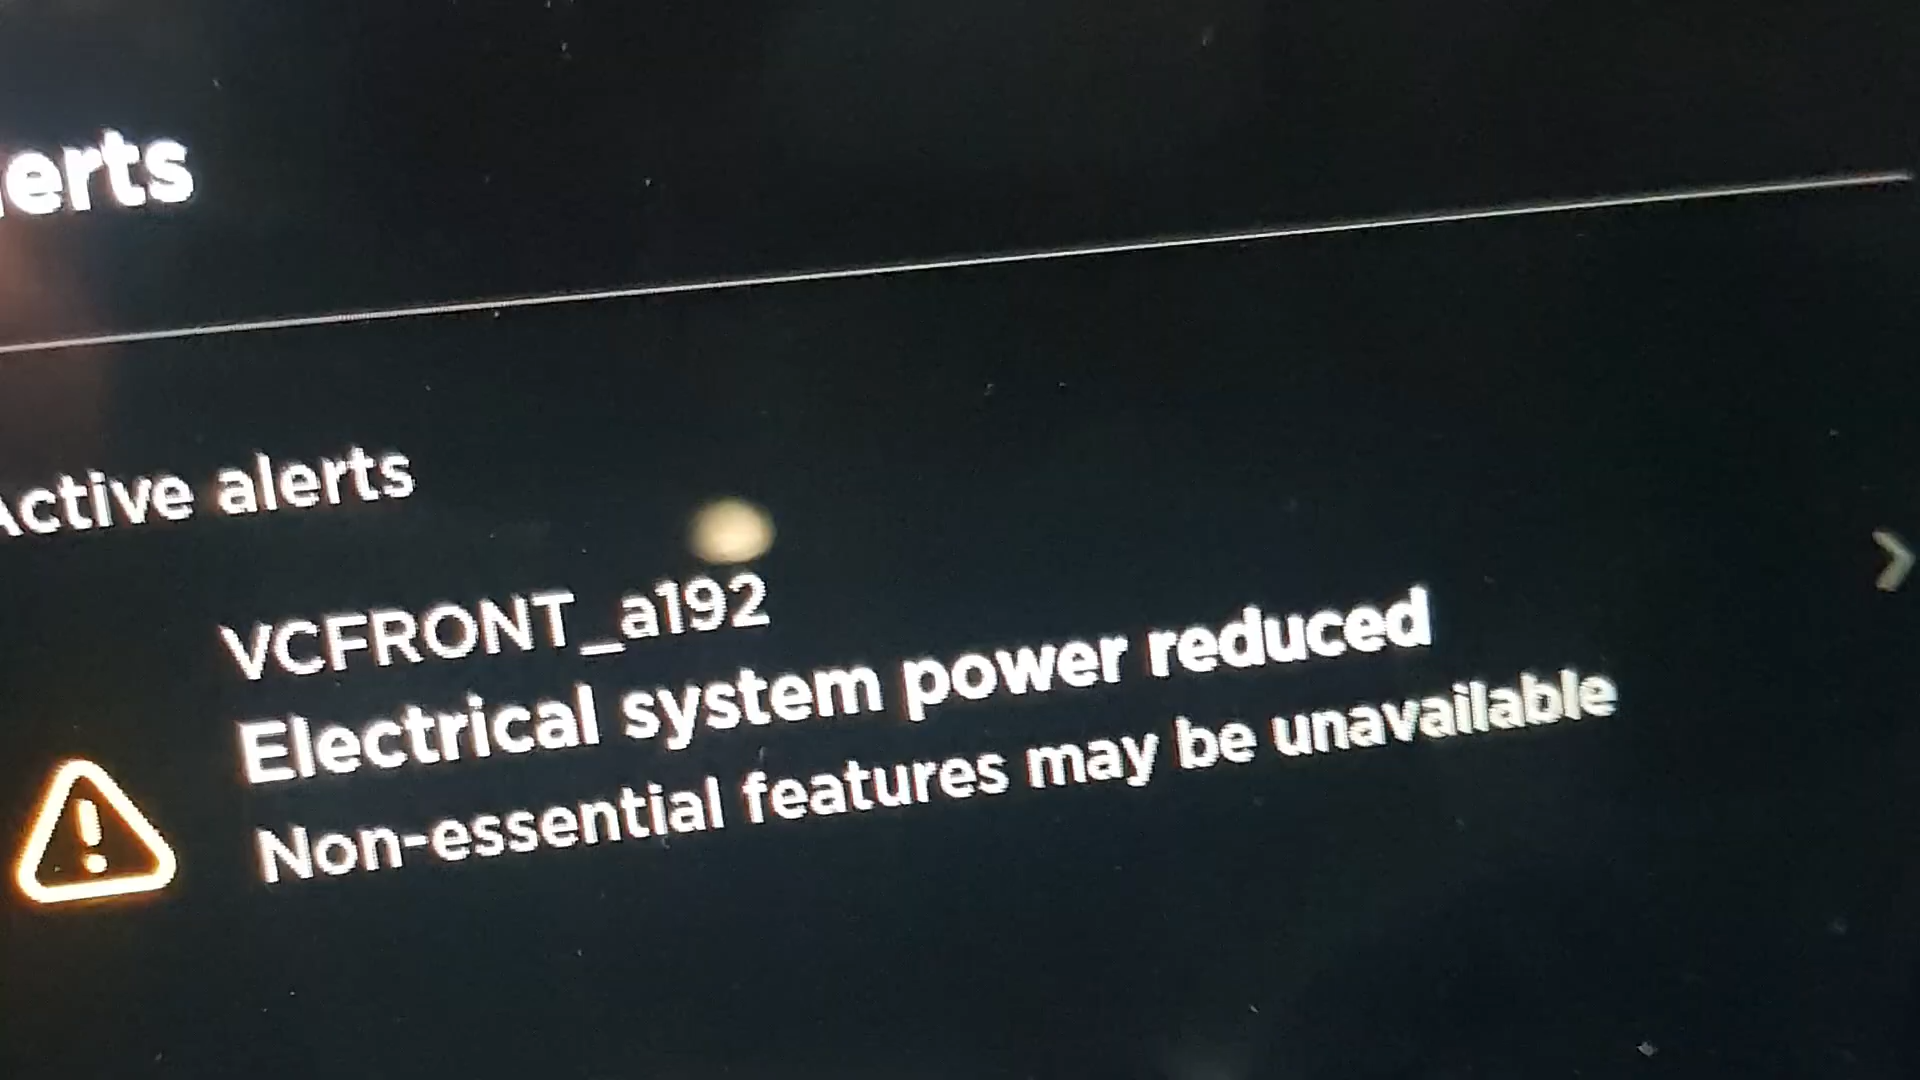 erts
Active alerts
VCFRONT_a192
Electrical system power reduced
Non-essential features may be unavailable